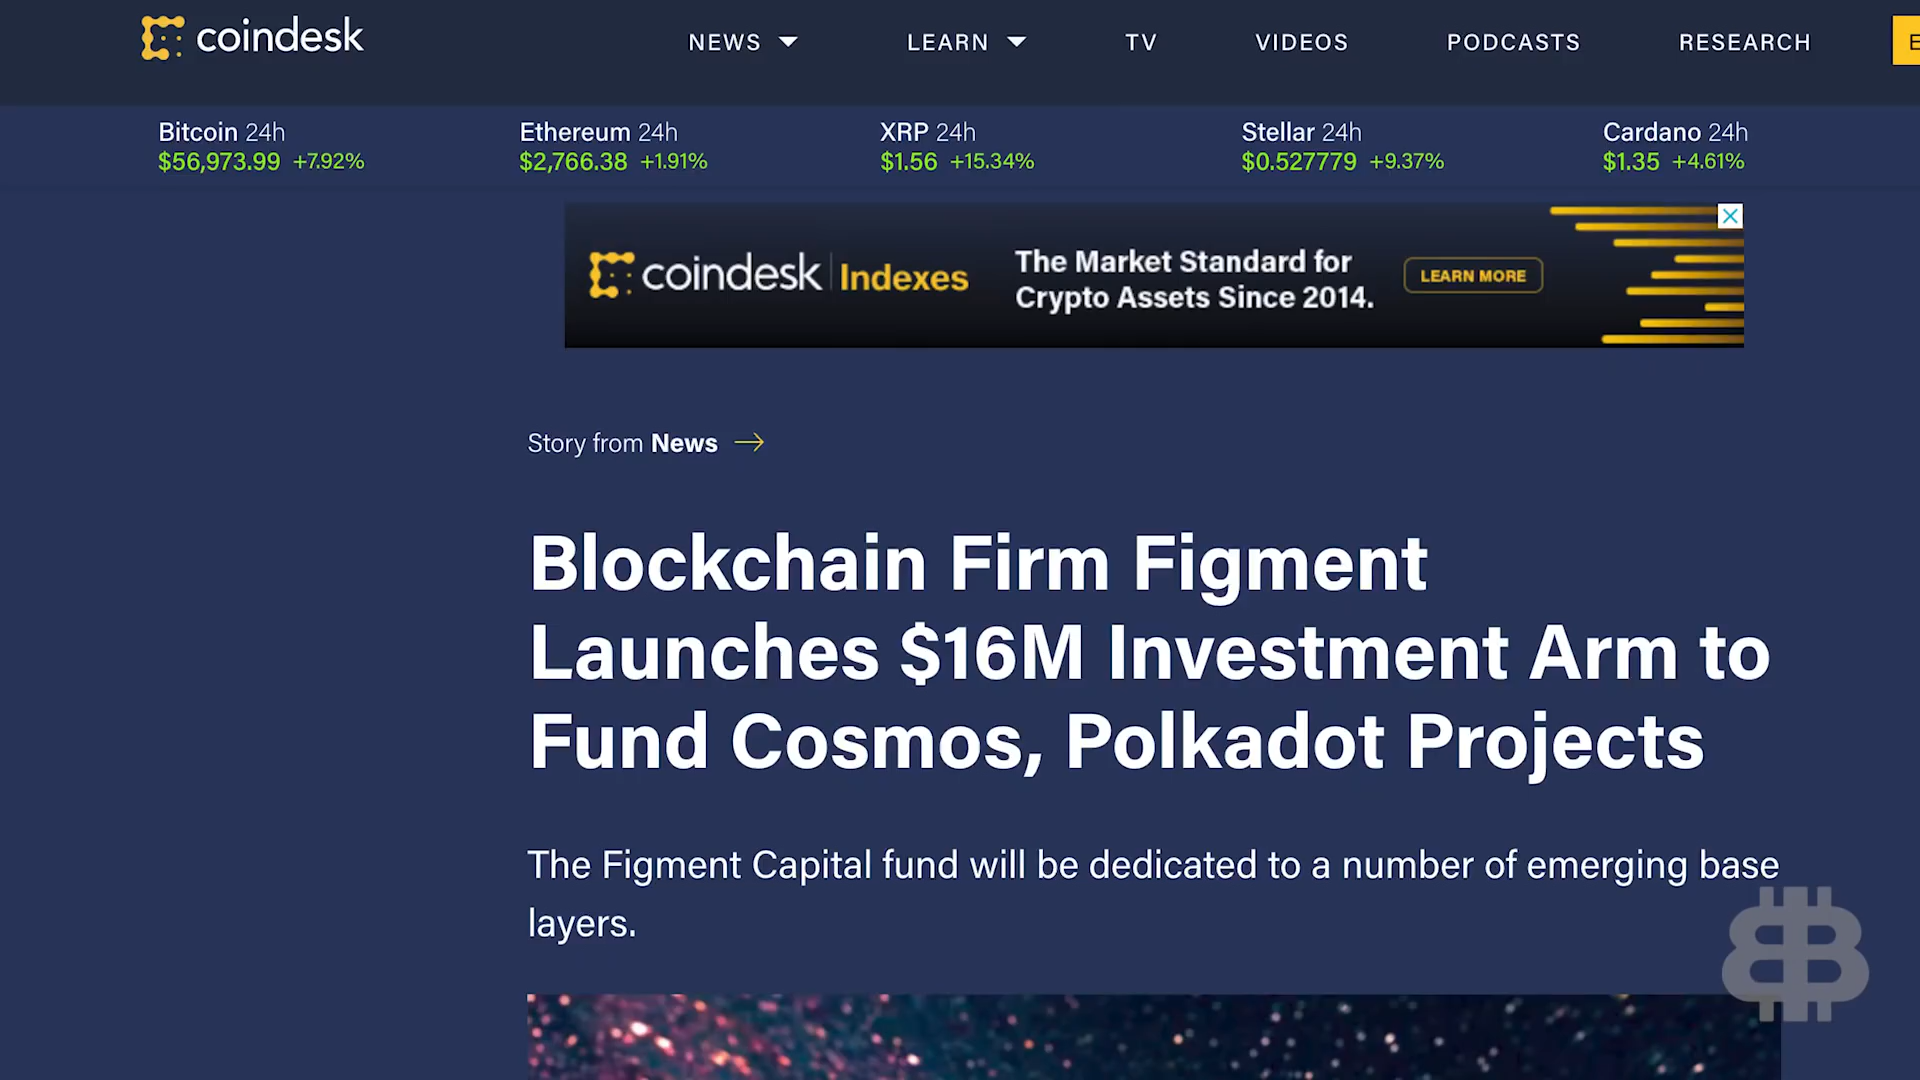 coindesk
NEWS LEARN TV VIDEOS PODCASTS RESEARCH E
Bitcoin 24h Ethereum 24h XRP 24h Stellar 24h Cardano 24h
$56,973.99 +7.92% $2,766.38 +1.91% $1.56 +15.34% $0.527779 +9.37% $1.35 +4.61%
coindesk Indexes
The Market Standard for
Crypto Assets Since 2014.
LEARN MORE
Story from News
Blockchain Firm Figment
Launches $16M Investment Arm to
Fund Cosmos, Polkadot Projects
The Figment Capital fund will be dedicated to a number of emerging base
layers.